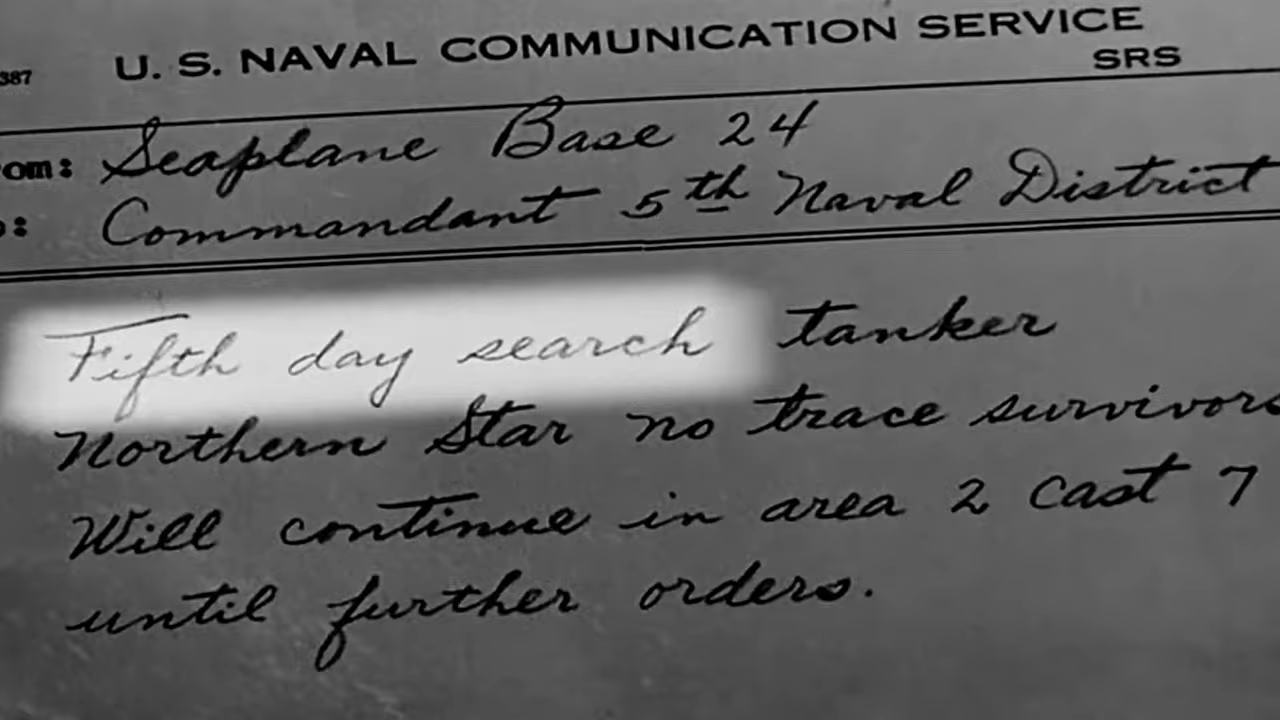 387 U. S. NAVAL COMMUNICATION SERVICE
SRS
om: Seaplane Base 24
: Commandant 5th Naval District
Fifth day search tanker
Northern Star no trace survivors
Will continue in area 2 cast 7
until further orders.